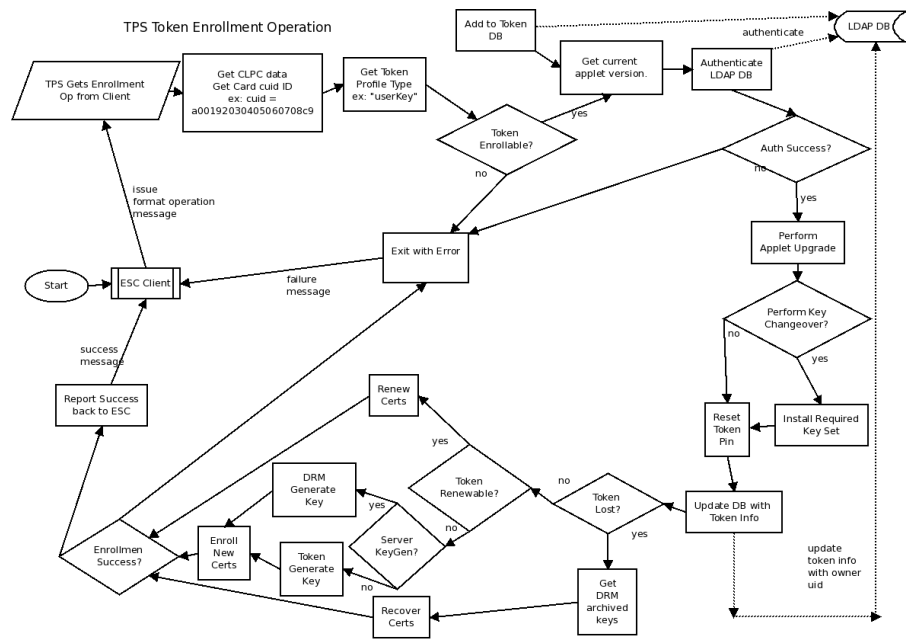 TPS Token Enrollment Operation
Add to Token
DB
LDAP DB
authenticate
TPS Gets Enrollment
Op from Client
Get CLPC data
Get Card cuid ID
ex: cuid =
a00192030405060708c9
Get Token
Profile Type
ex: "userKey"
Get current
applet version.
Authenticate
LDAP DB
yes
Token
Enrollable?
no
Auth Success?
no
yes
issue
format operation
message
Exit with Error
Perform
Applet Upgrade
Start
ESC Client
failure
message
Perform Key
Changeover?
no
yes
success
message
Report Success
back to ESC
Renew
Certs
Reset
Token
Pin
Install Required
Key Set
yes
DRM
Generate
Key
Token
Renewable?
no
Token
Lost?
Update DB with
Token Info
yes
no
yes
Server
KeyGen?
Enrollmen
Success?
Enroll
New
Certs
Token
Generate
Key
no
Get
DRM
archived
keys
Recover
Certs
update
token info
with owner
uid